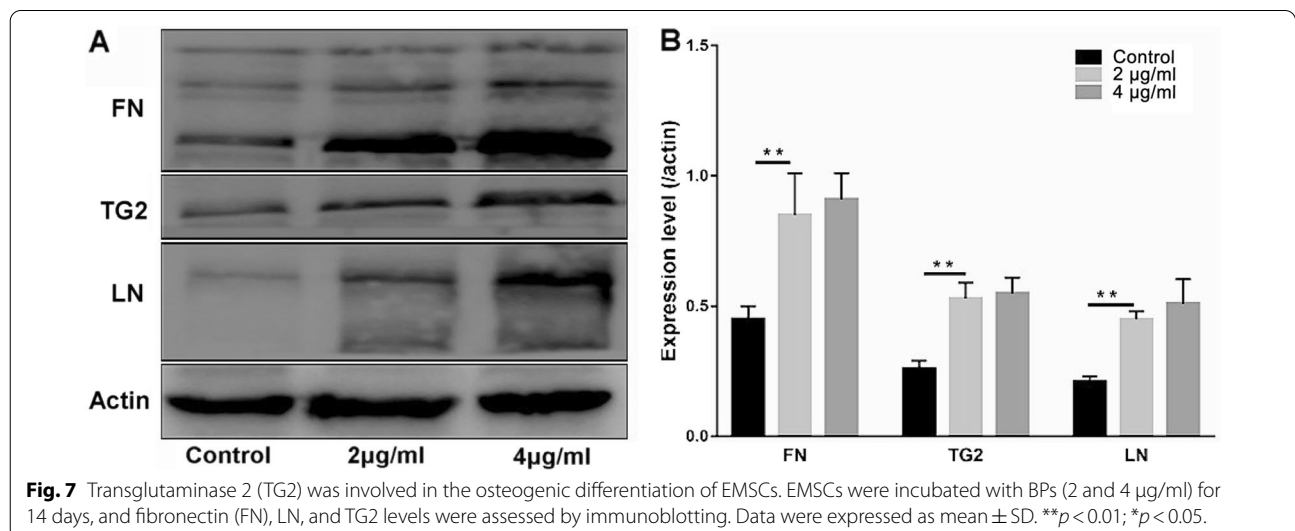 A
FN
TG2
LN
Actin
Control 2µg/ml 4µg/ml
B
1.5
1.0
0.5
0.0
Expression level (/actin)
Control
2 µg/ml
4 µg/ml
**
**
**
FN TG2 LN
Fig. 7 Transglutaminase 2 (TG2) was involved in the osteogenic differentiation of EMSCs. EMSCs were incubated with BPs (2 and 4 µg/ml) for
14 days, and fibronectin (FN), LN, and TG2 levels were assessed by immunoblotting. Data were expressed as mean ± SD. **p < 0.01; *p < 0.05.